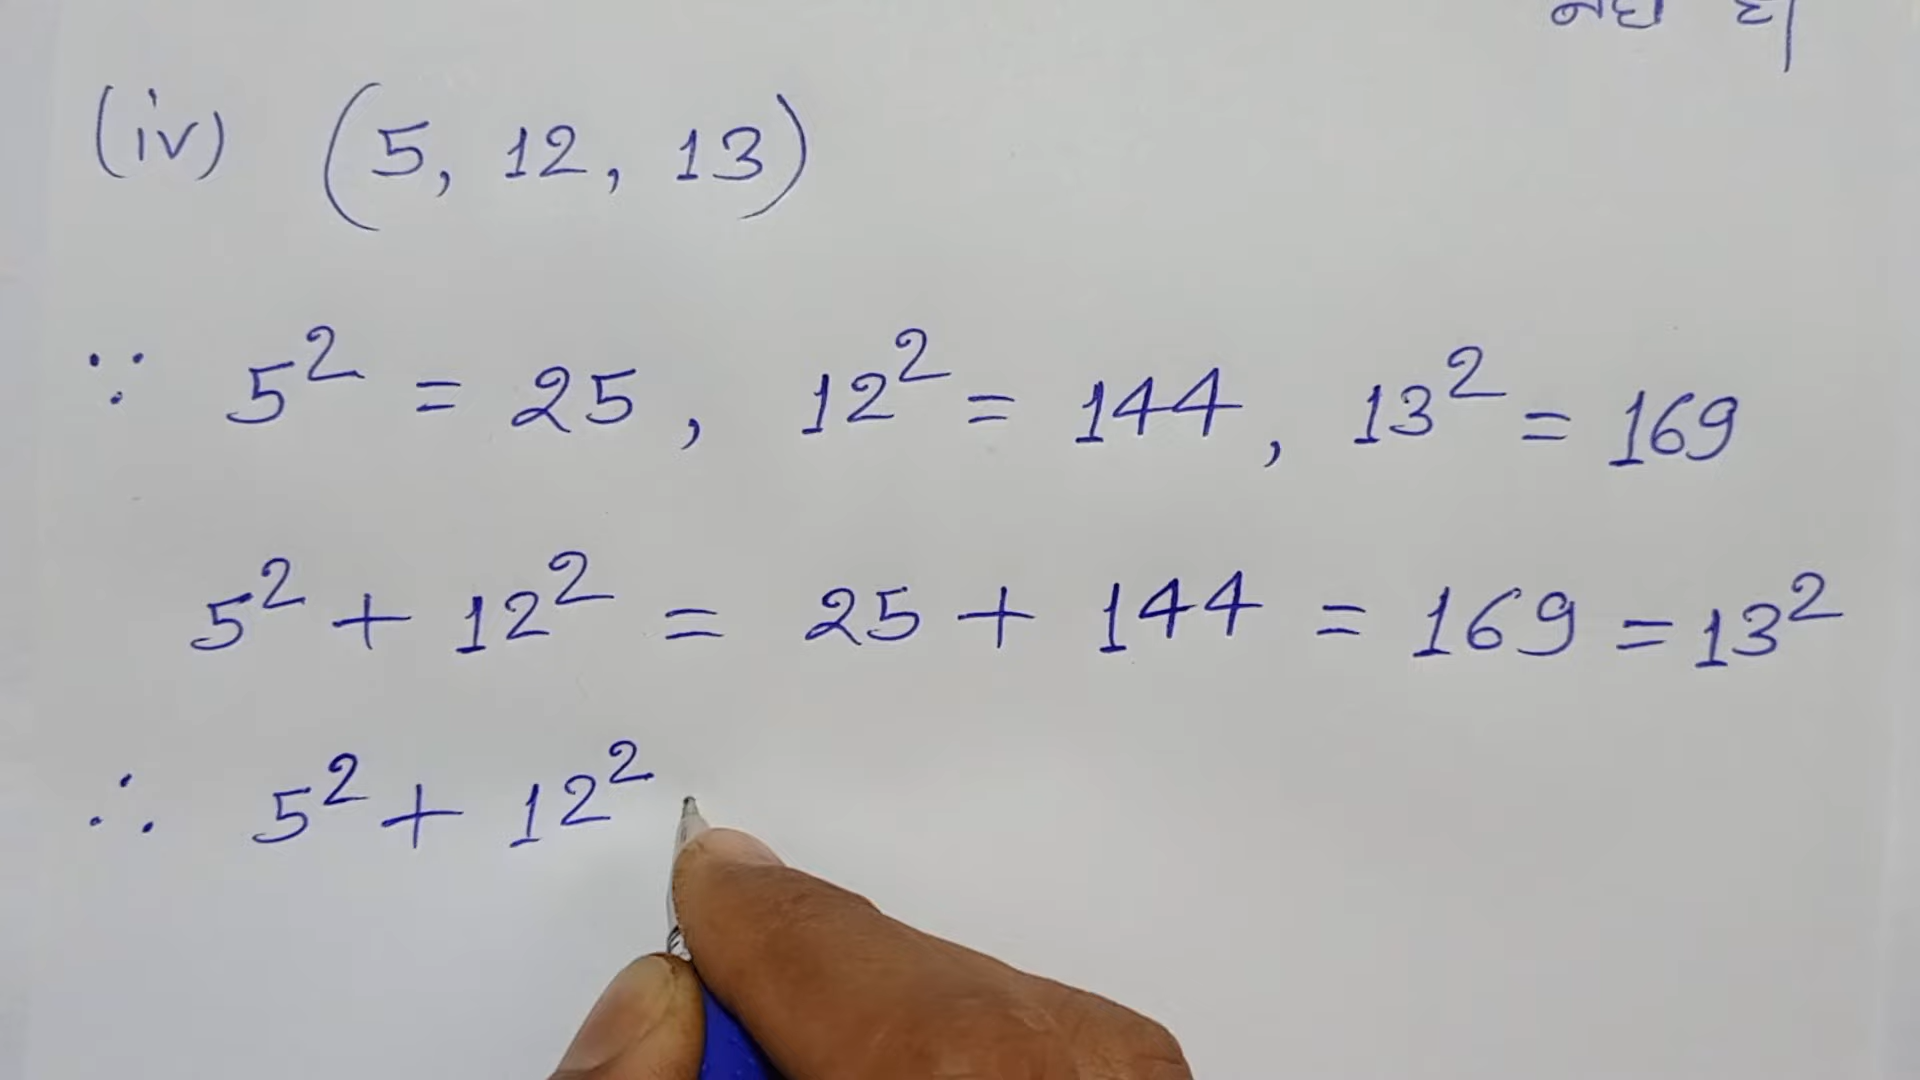 (iv) (5, 12, 13)
∵ 5² = 25, 12² = 144, 13² = 169
5² + 12² = 25 + 144 = 169 = 13²
∴ 5² + 12²